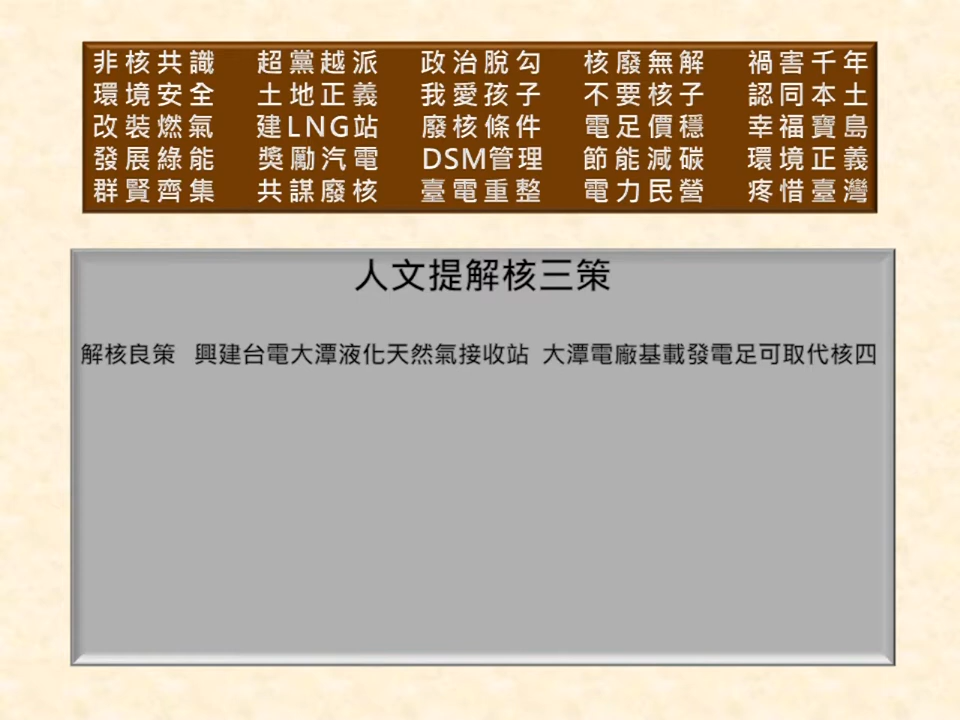 非核共識 超黨越派 政治脫勾 核廢無解 禍害千年
環境安全 土地正義 我愛孩子 不要核子 認同本土
改裝燃氣 建LNG站 廢核條件 電足價穩 幸福寶島
發展綠能 獎勵汽電 DSM管理 節能減碳 環境正義
群賢齊集 共謀廢核 臺電重整 電力民營 疼惜臺灣
人文提解核三策
解核良策 興建台電大潭液化天然氣接收站 大潭電廠基載發電足可取代核四